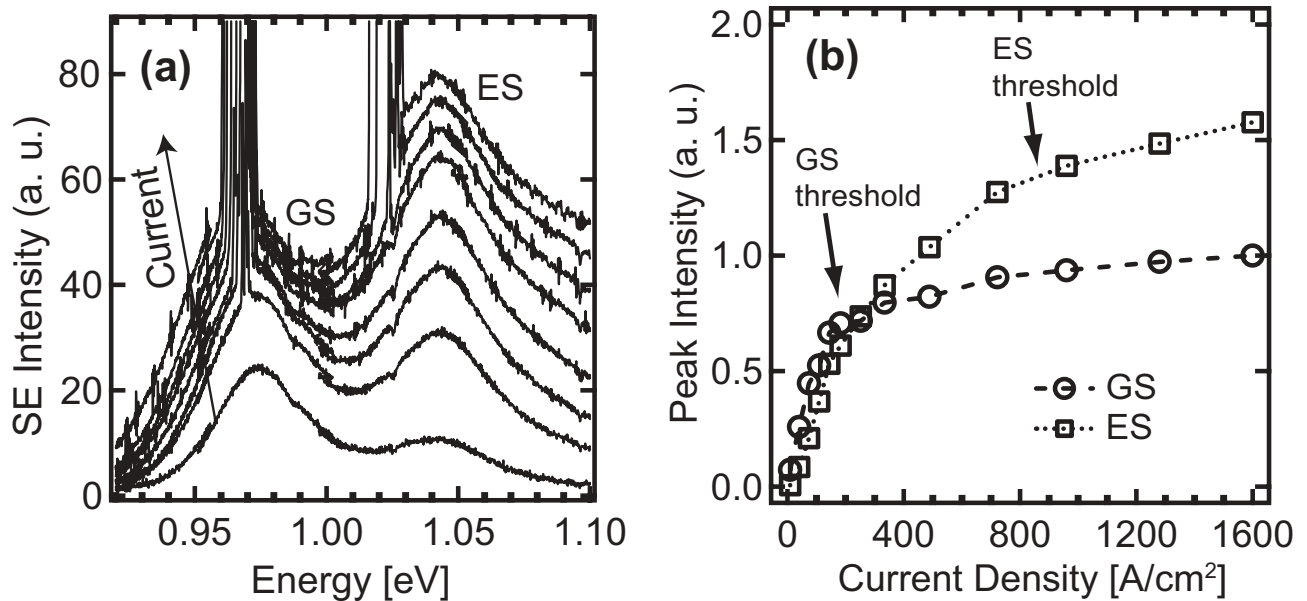 (a)
ES
GS
Current
80
60
40
20
0
SE Intensity (a. u.)
0.95
1.00
1.05
1.10
Energy [eV]
(b)
ES
threshold
GS
threshold
GS
ES
2.0
1.5
1.0
0.5
0.0
Peak Intensity (a. u.)
0
400
800
1200
1600
Current Density [A/cm²]